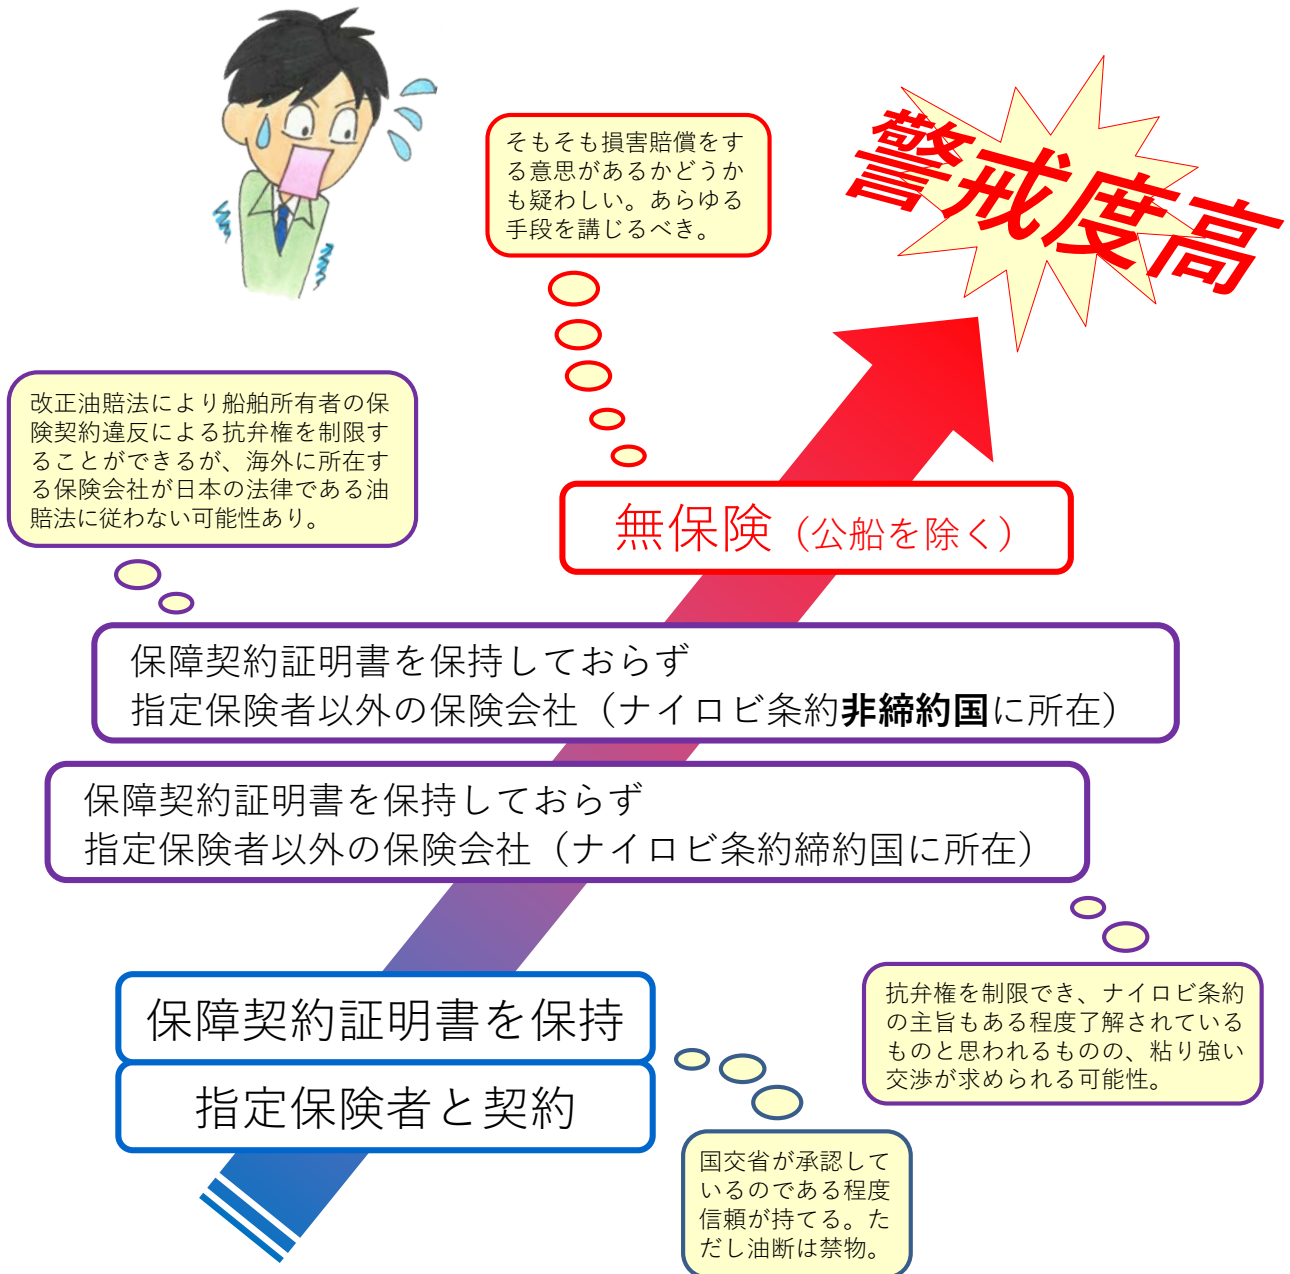 そもそも損害賠償をす
る意思があるかどうか
も疑わしい。あらゆる
手段を講じるべき。
警戒度高
改正油賠法により船舶所有者の保
険契約違反による抗弁権を制限す
ることができるが、海外に所在す
る保険会社が日本の法律である油
賠法に従わない可能性あり。
無保険（公船を除く）
保障契約証明書を保持しておらず
指定保険者以外の保険会社（ナイロビ条約非締約国に所在）
保障契約証明書を保持しておらず
指定保険者以外の保険会社（ナイロビ条約締約国に所在）
抗弁権を制限でき、ナイロビ条約
の主旨もある程度了解されている
ものと思われるものの、粘り強い
交渉が求められる可能性。
保障契約証明書を保持
指定保険者と契約
国交省が承認して
いるのである程度
信頼が持てる。た
だし油断は禁物。